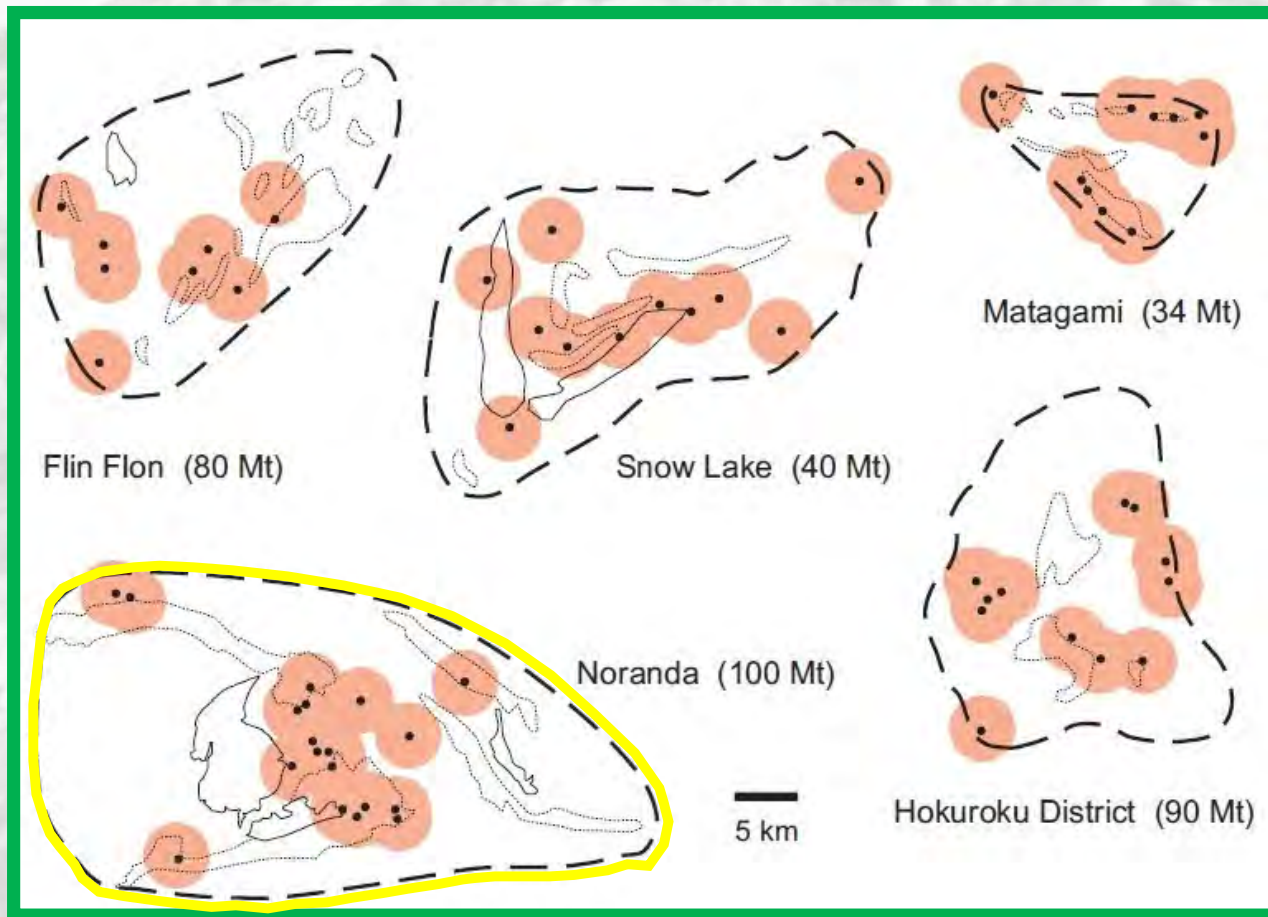 Matagami (34 Mt)
Flin Flon (80 Mt)
Snow Lake (40 Mt)
Noranda (100 Mt)
5 km
Hokuroku District (90 Mt)